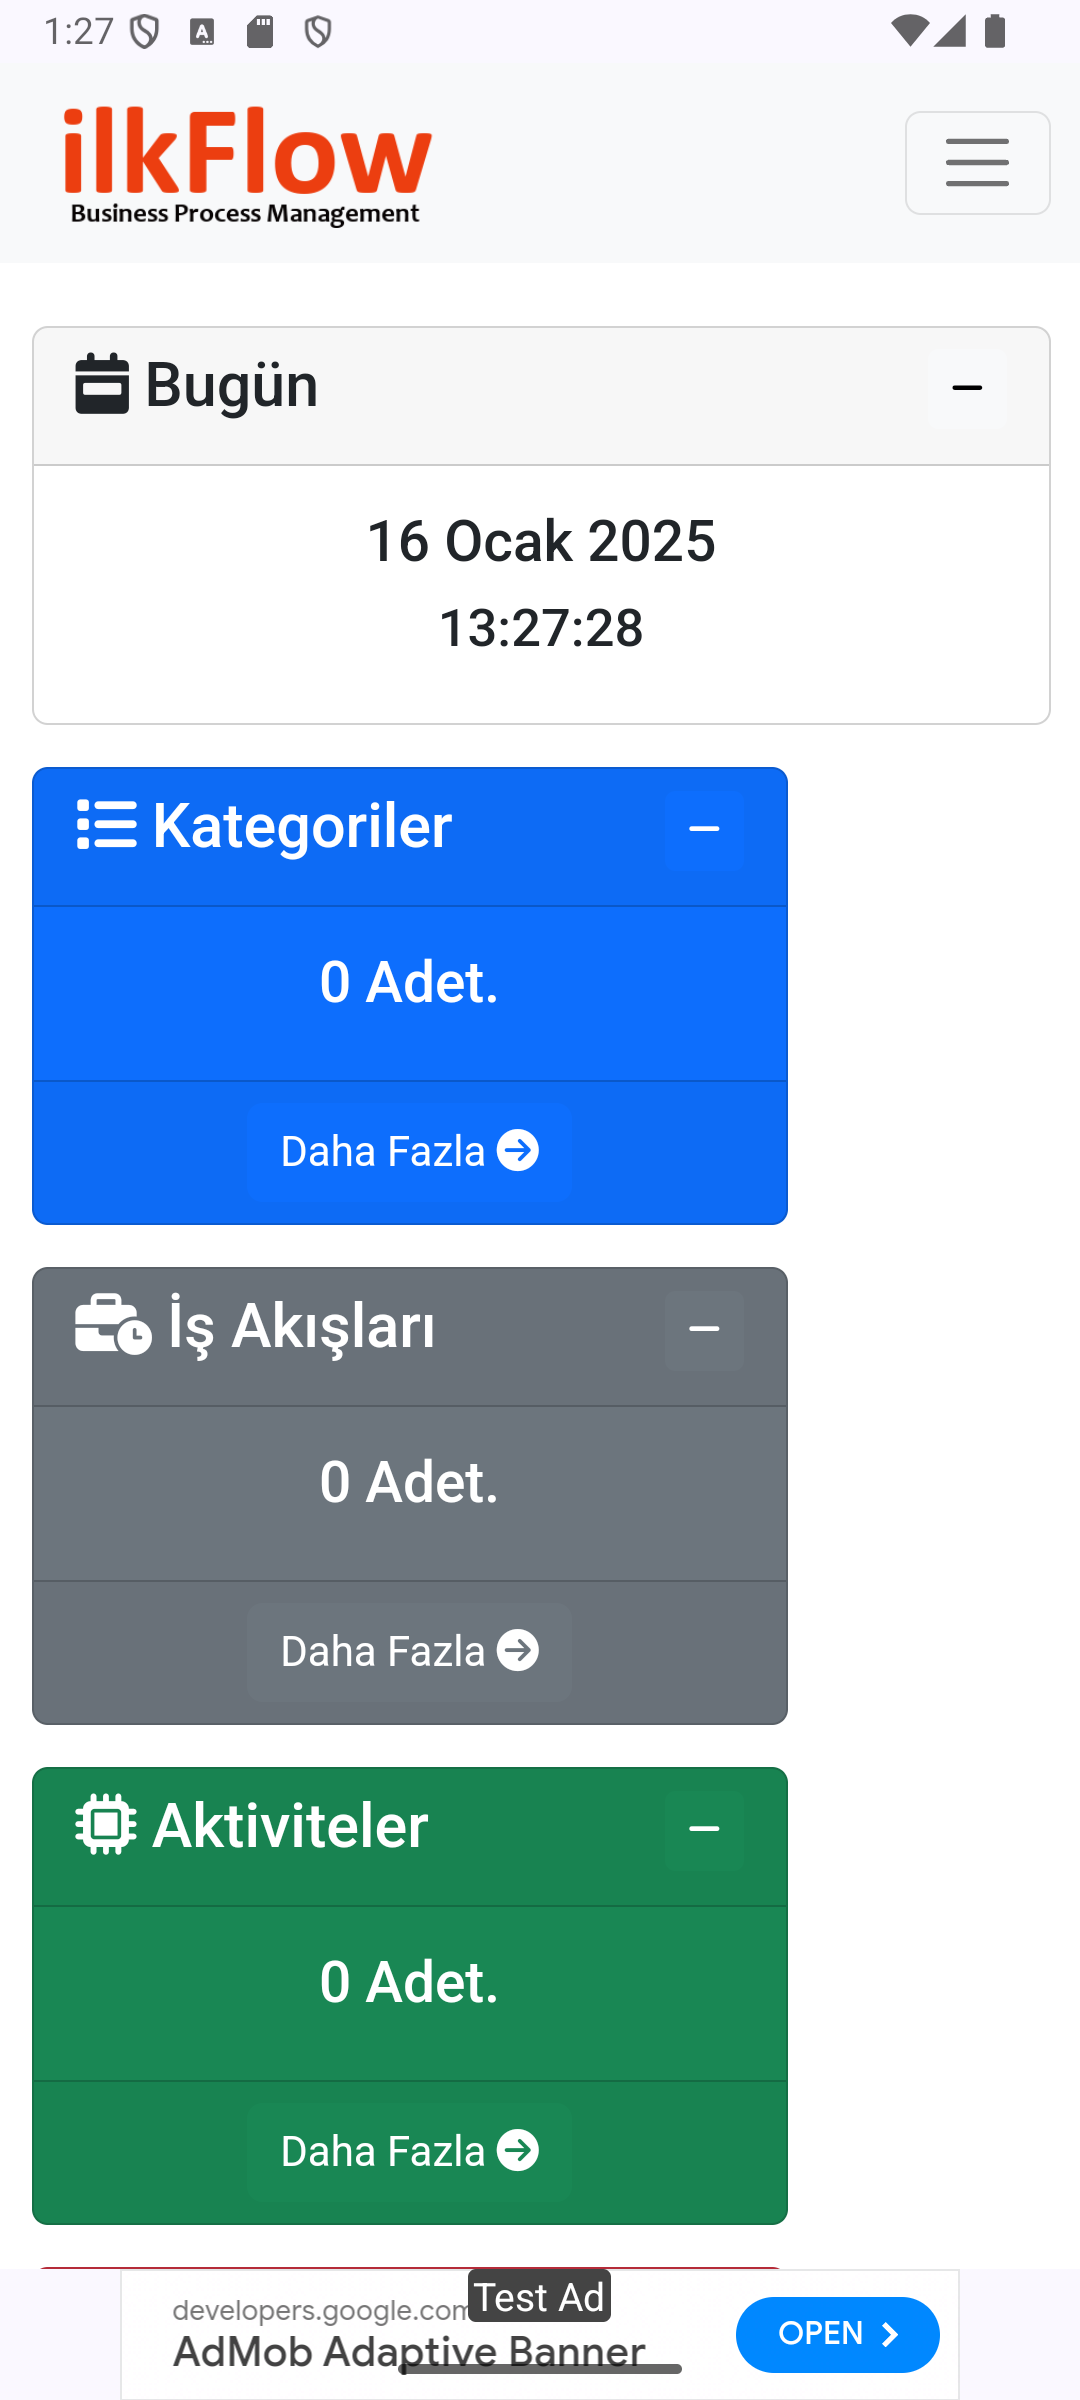 1:27
ilkFlow
Business Process Management
Bugün
16 Ocak 2025
13:27:28
Kategoriler
0 Adet.
Daha Fazla
İş Akışları
0 Adet.
Daha Fazla
Aktiviteler
0 Adet.
Daha Fazla
Test Ad
developers.google.com
AdMob Adaptive Banner
OPEN